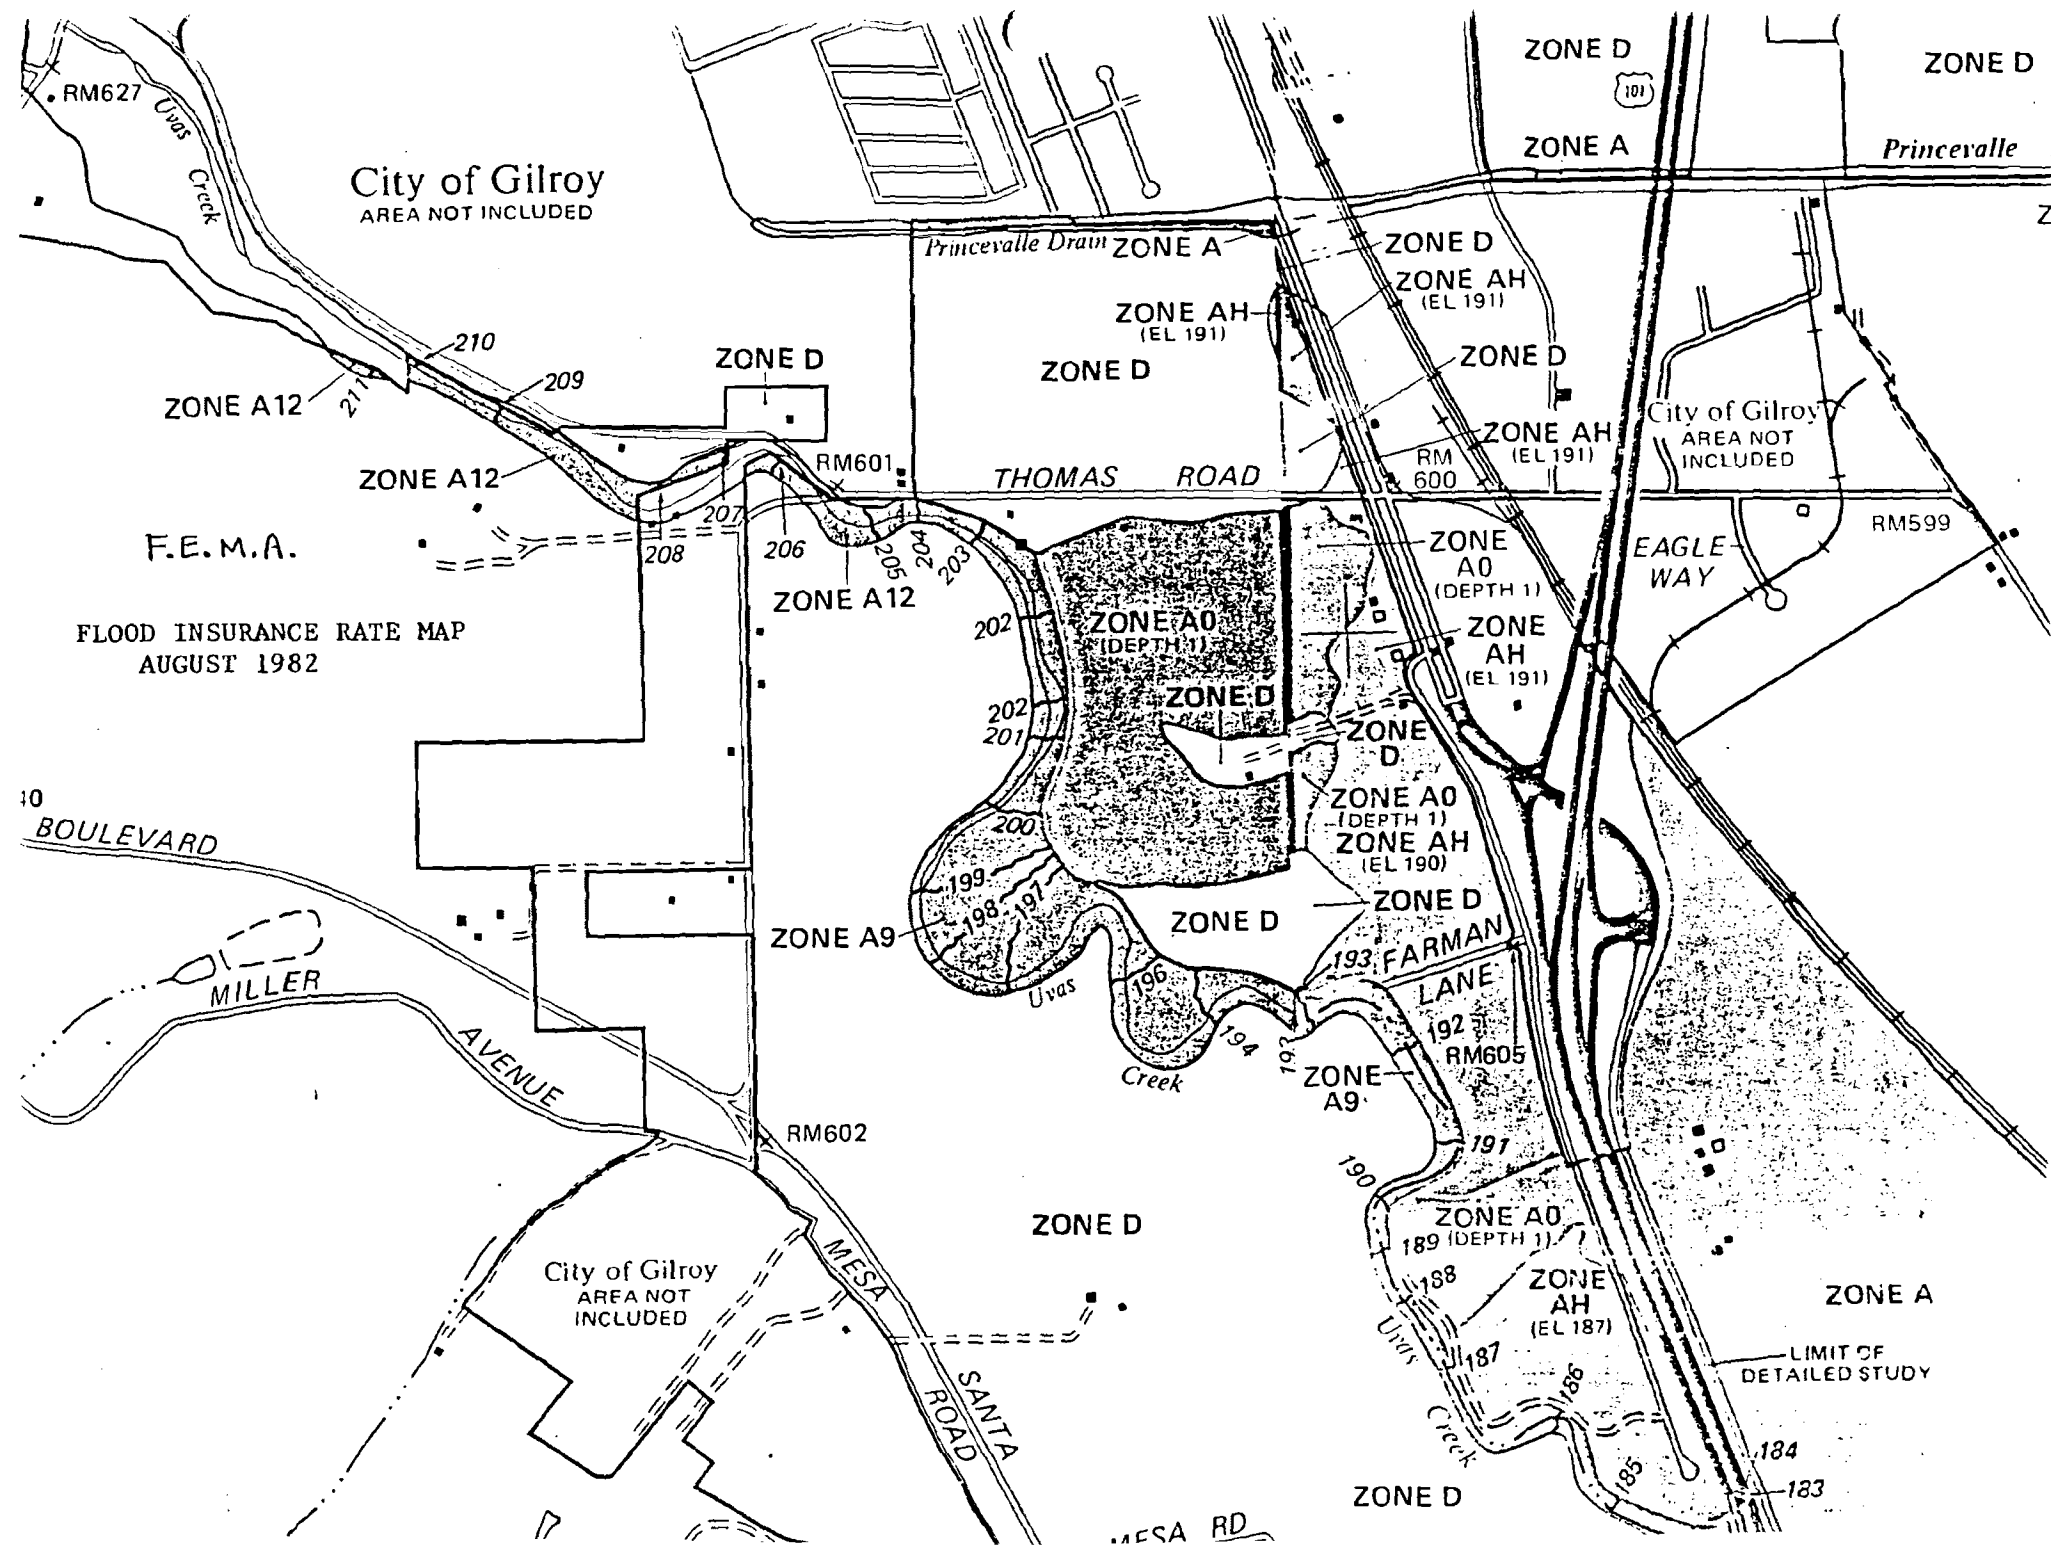 ZONE D
ZONE D
101
RM627
Uvas
Creek
ZONE A
Princevalle
City of Gilroy
AREA NOT INCLUDED
Princevalle Drain
ZONE A
ZONE D
Z
ZONE AH
(EL 191)
ZONE AH
(EL 191)
210
ZONE D
ZONE D
ZONE D
209
ZONE A12
211
City of Gilroy
AREA NOT
INCLUDED
ZONE AH
(EL 191)
RM601
RM
600
ZONE A12
THOMAS ROAD
207
208
206
205
204
203
RM599
F.E.M.A.
ZONE
AO
(DEPTH 1)
EAGLE
WAY
ZONE A12
FLOOD INSURANCE RATE MAP
AUGUST 1982
202
ZONE AO
(DEPTH 1)
ZONE
AH
(EL 191)
ZONE D
202
201
ZONE
D
ZONE AO
(DEPTH 1)
ZONE AH
(EL 190)
200
BOULEVARD
199
198
197
ZONE D
ZONE D
ZONE A9
193
FARMAN
LANE
196
Uvas
MILLER
AVENUE
194
193
192
RM605
Creek
ZONE
A9
RM602
191
190
ZONE D
ZONE AO
(DEPTH 1)
189
188
MESA
City of Gilroy
AREA NOT
INCLUDED
ZONE
AH
(EL 187)
ZONE A
Uvas
187
LIMIT OF
DETAILED STUDY
186
SANTA
ROAD
Creek
184
185
183
ZONE D
MESA RD